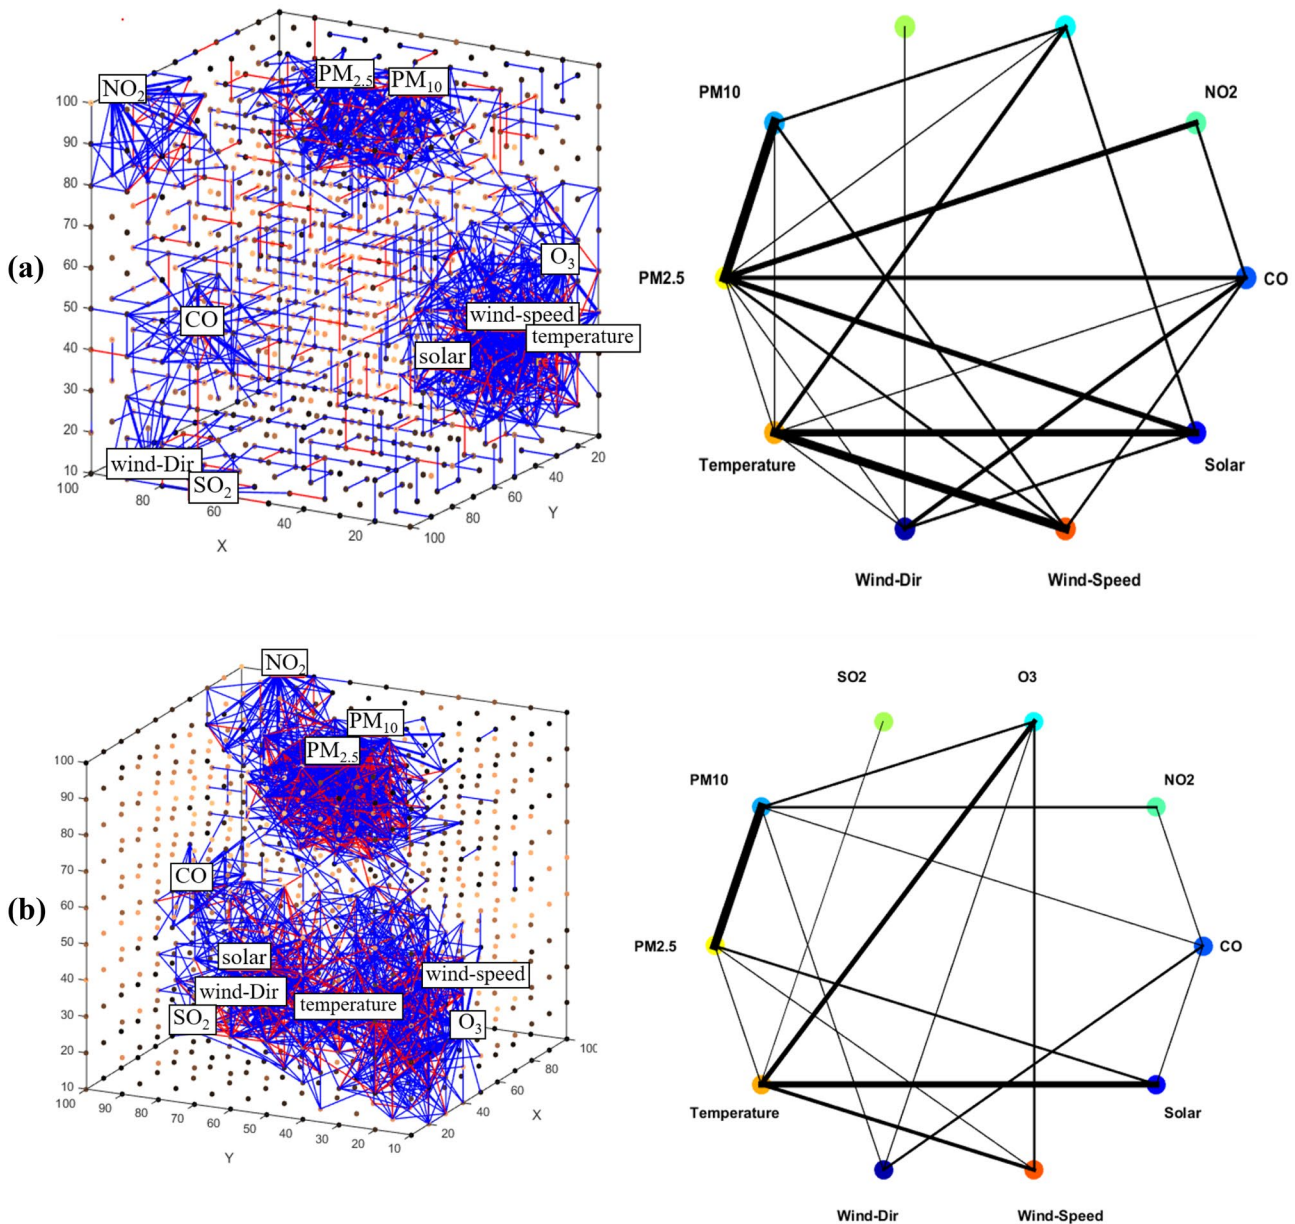 (a)
NO2
PM2.5
PM10
O3
CO
wind-speed
temperature
solar
wind-Dir
SO2
100
90
80
70
60
50
40
30
20
10
100
80
60
40
20
X
100
80
60
40
20
Y
PM10
NO2
PM2.5
CO
Temperature
Solar
Wind-Dir
Wind-Speed
(b)
NO2
PM10
PM2.5
CO
solar
wind-Dir
wind-speed
temperature
SO2
O3
100
90
80
70
60
50
40
30
20
10
100
90
80
70
60
50
40
30
20
10
Y
20
40
60
80
100
X
SO2
O3
PM10
NO2
PM2.5
CO
Temperature
Solar
Wind-Dir
Wind-Speed